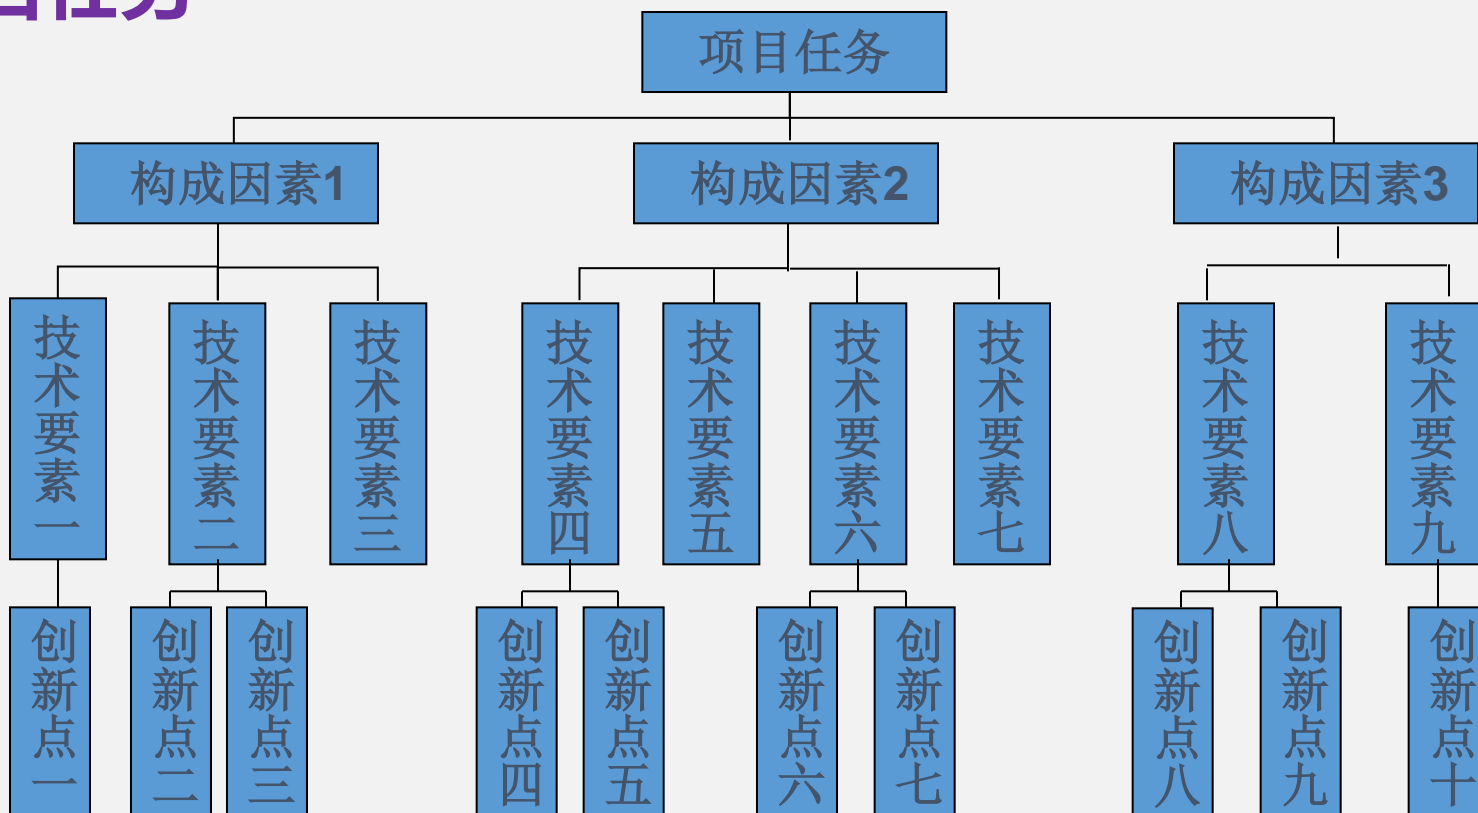 任务
项目任务
构成因素1
构成因素2
构成因素3
技术要素一
技术要素二
技术要素三
技术要素四
技术要素五
技术要素六
技术要素七
技术要素八
技术要素九
创新点一
创新点二
创新点三
创新点四
创新点五
创新点六
创新点七
创新点八
创新点九
创新点十